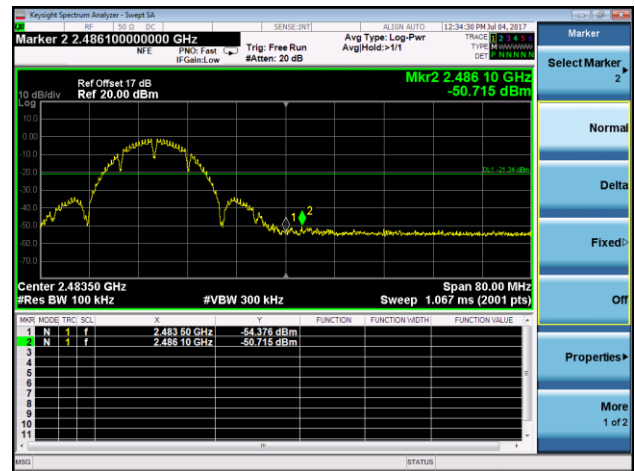 Keysight Spectrum Analyzer - Swept SA
RF 50 Ω DC SENSE:INT ALIGN AUTO 12:34:30 PM Jul 04, 2017
Marker 2 2.486100000000 GHz
NFE PNO: Fast IFGain:Low
Trig: Free Run #Atten: 20 dB
Avg Type: Log-Pwr Avg|Hold:>1/1
TRACE 1 2 3 4 5 6
TYPE M WWWWW
DET P N N N N N
Ref Offset 17 dB
10 dB/div Ref 20.00 dBm
Log
Mkr2 2.486 10 GHz
-50.715 dBm
10.0
0.00
-10.0
-20.0
DL1 -21.34 dBm
-30.0
-40.0
1 2
-50.0
-60.0
-70.0
Center 2.48350 GHz Span 80.00 MHz
#Res BW 100 kHz #VBW 300 kHz Sweep 1.067 ms (2001 pts)
MKR MODE TRC SCL X Y FUNCTION FUNCTION WIDTH FUNCTION VALUE
1 N 1 f 2.483 50 GHz -54.376 dBm
2 N 1 f 2.486 10 GHz -50.715 dBm
3
4
5
6
7
8
9
10
11
MSG STATUS
Marker
Select Marker
2
Normal
Delta
Fixed
Off
Properties
More
1 of 2